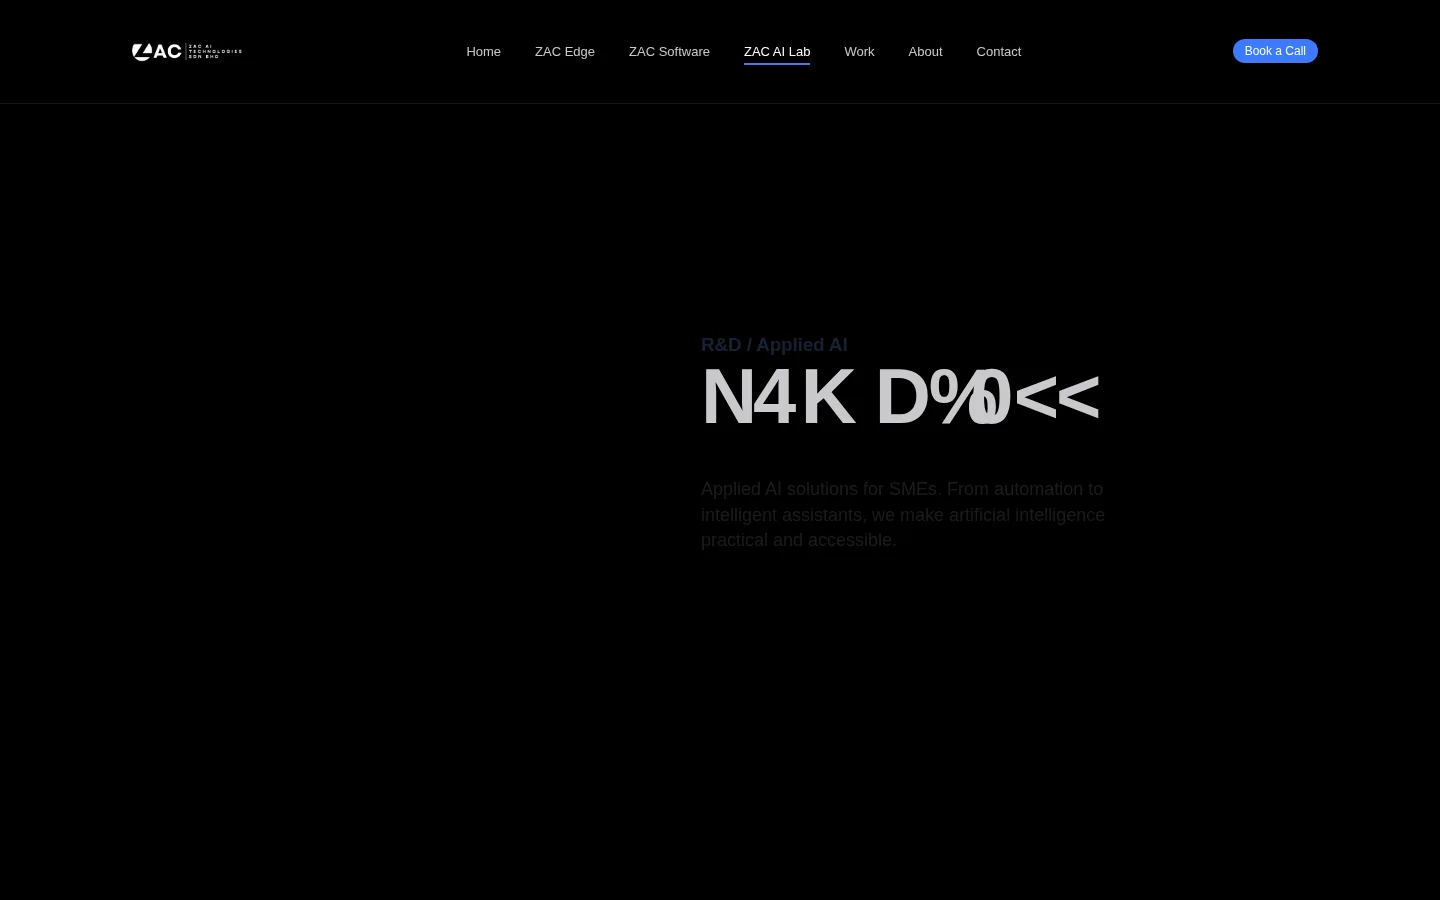 ZAC
ZAC AI
TECHNOLOGIES
SDN BHD
Home
ZAC Edge
ZAC Software
ZAC AI Lab
Work
About
Contact
Book a Call
R&D / Applied AI
N4K D%0<<
Applied AI solutions for SMEs. From automation to
intelligent assistants, we make artificial intelligence
practical and accessible.